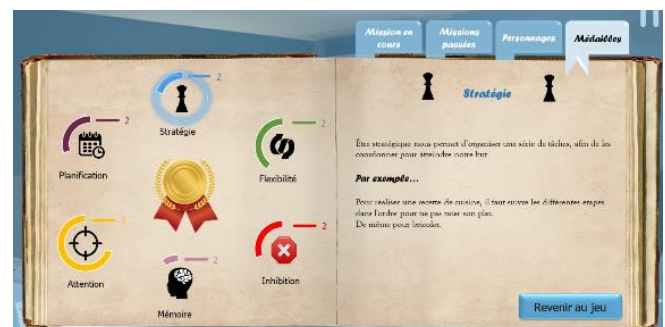 Mission en
cours
Missions
passées
Personnages
Médailles
2
Stratégie
2
Planification
2
Flexibilité
2
Attention
2
Mémoire
2
Inhibition
Stratégie
Être stratégique nous permet d'organiser une série de tâches, afin de les
coordonner pour atteindre notre but.
Par exemple...
Pour réaliser une recette de cuisine, il faut suivre les differentes etapes
dans l'ordre pour ne pas rater son plat.
De même pour bricoler.
Revenir au jeu